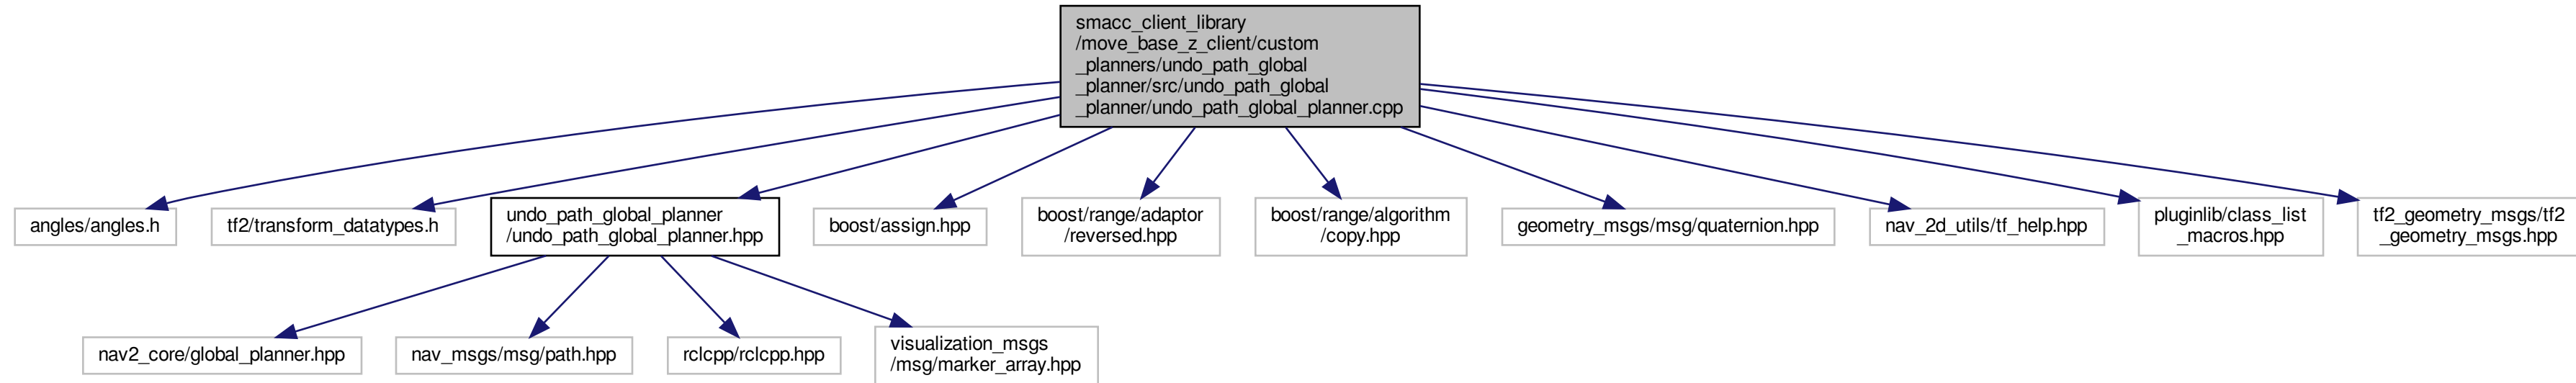 smacc_client_library
/move_base_z_client/custom
_planners/undo_path_global
_planner/src/undo_path_global
_planner/undo_path_global_planner.cpp
angles/angles.h
tf2/transform_datatypes.h
undo_path_global_planner
/undo_path_global_planner.hpp
boost/assign.hpp
boost/range/adaptor
/reversed.hpp
boost/range/algorithm
/copy.hpp
geometry_msgs/msg/quaternion.hpp
nav_2d_utils/tf_help.hpp
pluginlib/class_list
_macros.hpp
tf2_geometry_msgs/tf2
_geometry_msgs.hpp
nav2_core/global_planner.hpp
nav_msgs/msg/path.hpp
rclcpp/rclcpp.hpp
visualization_msgs
/msg/marker_array.hpp